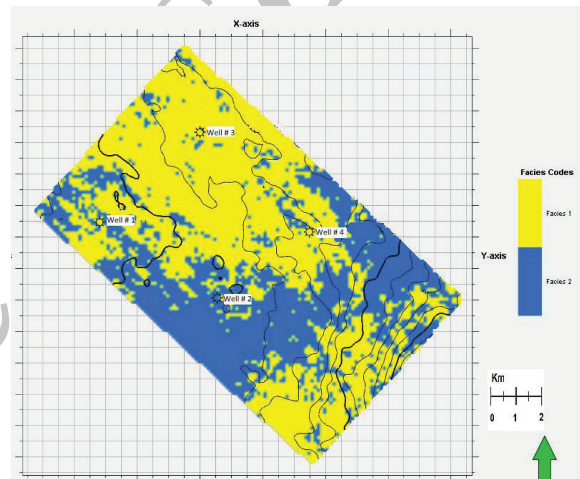 X-axis
Well # 3
Facies Codes
Facies 1
Well # 1
Well # 4
Y-axis
Facies 2
Well # 2
Km
0 1 2